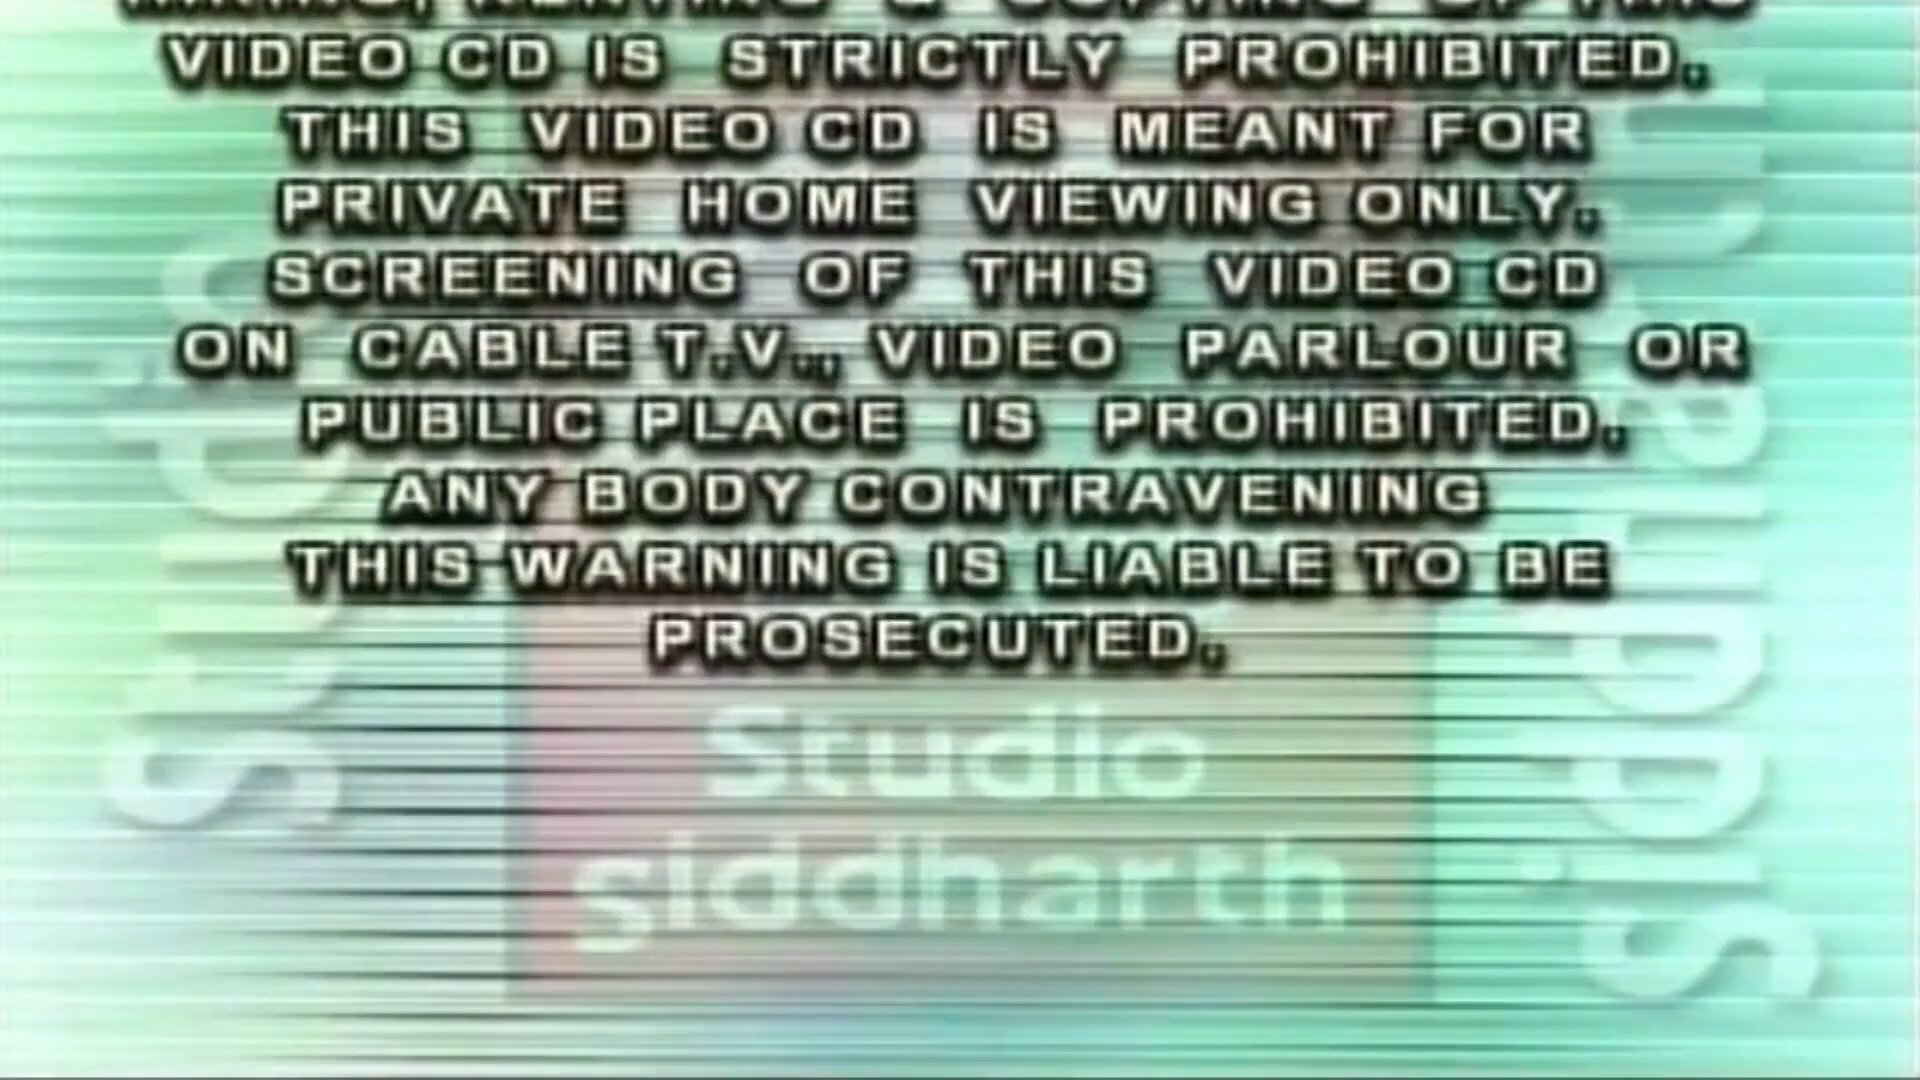 VIDEO CD IS STRICTLY PROHIBITED.
THIS VIDEO CD IS MEANT FOR
PRIVATE HOME VIEWING ONLY.
SCREENING OF THIS VIDEO CD
ON CABLE T.V., VIDEO PARLOUR OR
PUBLIC PLACE IS PROHIBITED.
ANY BODY CONTRAVENING
THIS WARNING IS LIABLE TO BE
PROSECUTED.
Studio
siddharth
Studio
siddharth